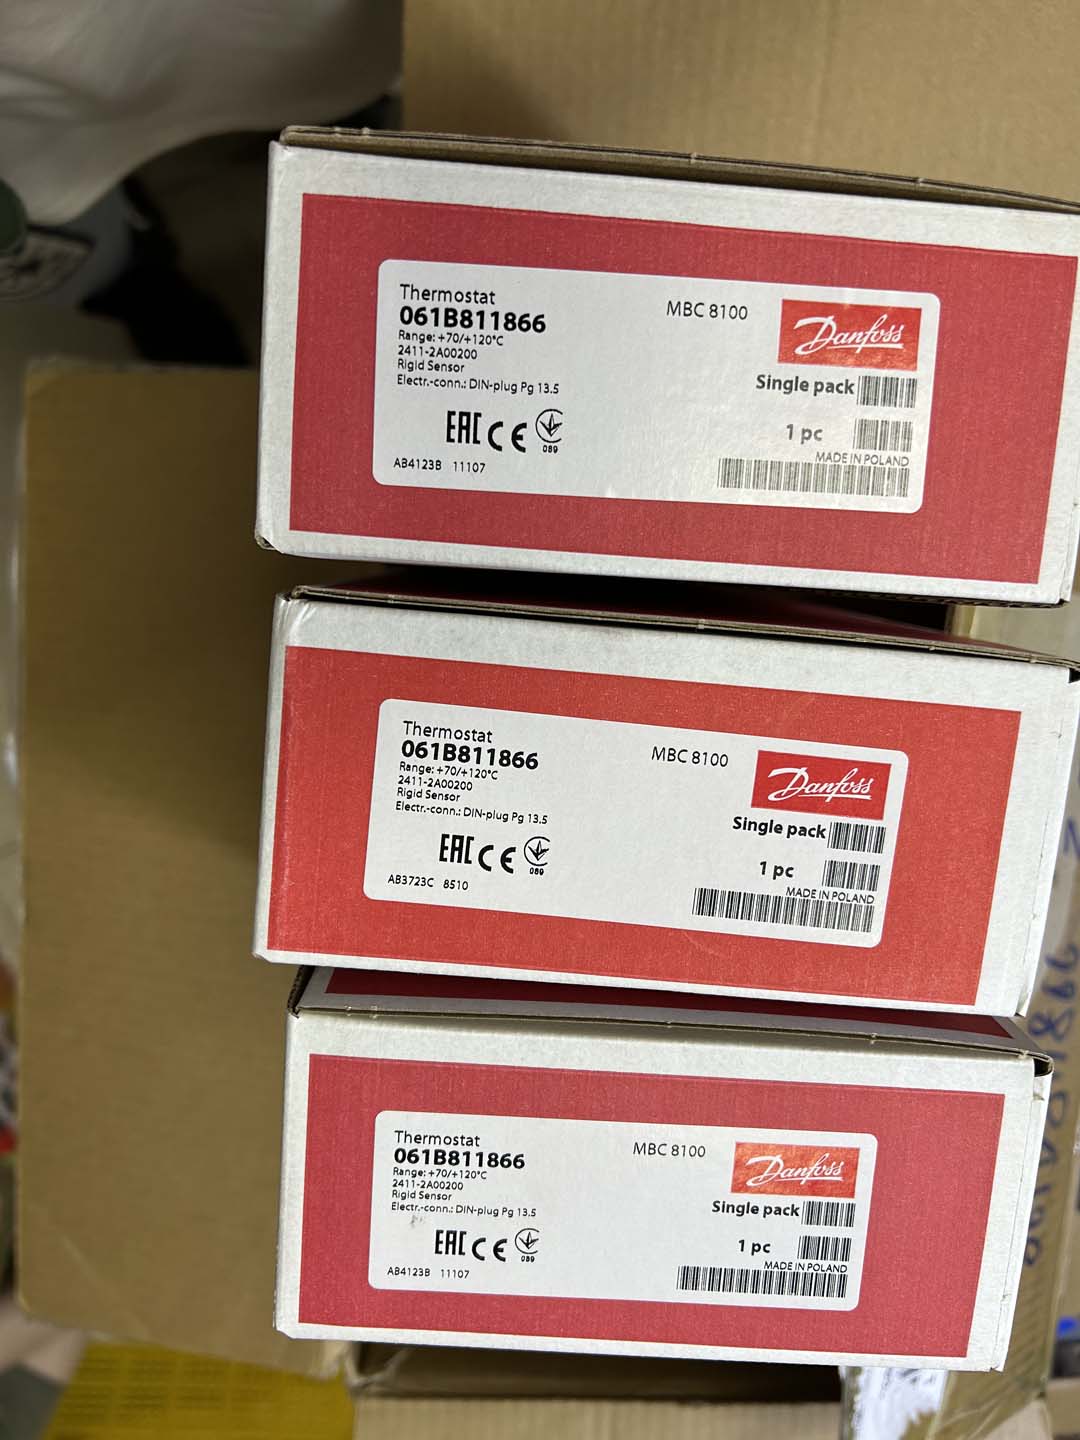 Thermostat
061B811866
Range: +70/+120°C
2411-2A00200
Rigid Sensor
Electr.-conn.: DIN-plug Pg 13.5
MBC 8100
Danfoss
Single pack
1 pc
MADE IN POLAND
EAC CE
089
AB4123B 11107
Thermostat
061B811866
Range: +70/+120°C
2411-2A00200
Rigid Sensor
Electr.-conn.: DIN-plug Pg 13.5
MBC 8100
Danfoss
Single pack
1 pc
MADE IN POLAND
EAC CE
089
AB3723C 8510
Thermostat
061B811866
Range: +70/+120°C
2411-2A00200
Rigid Sensor
Electr.-conn.: DIN-plug Pg 13.5
MBC 8100
Danfoss
Single pack
1 pc
MADE IN POLAND
EAC CE
089
AB4123B 11107